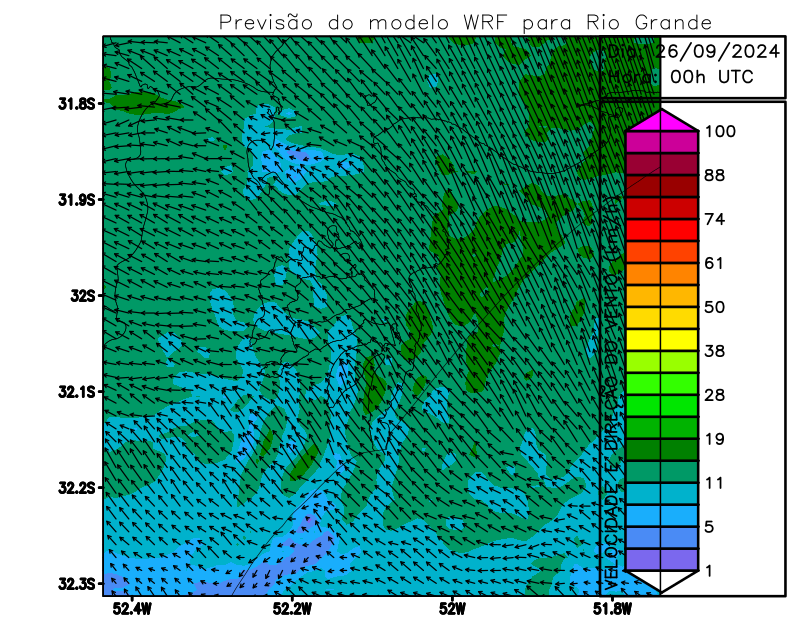 Previsão do modelo WRF para Rio Grande
Dia: 26/09/2024
Hora: 00h UTC
31.8S
31.9S
32S
32.1S
32.2S
32.3S
52.4W
52.2W
52W
51.8W
VELOCIDADE E DIREÇÃO DO VENTO (km/h)
100
88
74
61
50
38
28
19
11
5
1